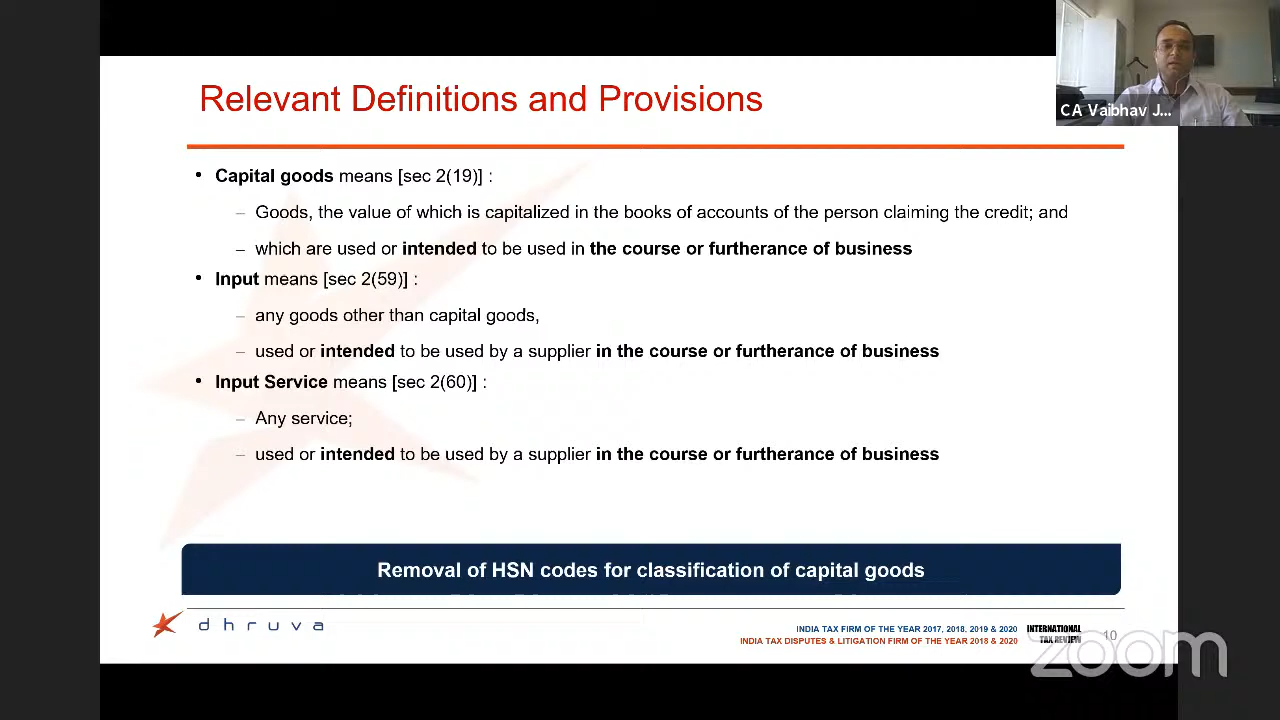 Relevant Definitions and Provisions
CA Vaibhav J...
• Capital goods means [sec 2(19)] :
– Goods, the value of which is capitalized in the books of accounts of the person claiming the credit; and
– which are used or intended to be used in the course or furtherance of business
• Input means [sec 2(59)] :
– any goods other than capital goods,
– used or intended to be used by a supplier in the course or furtherance of business
• Input Service means [sec 2(60)] :
– Any service;
– used or intended to be used by a supplier in the course or furtherance of business
Removal of HSN codes for classification of capital goods
dhruva
INDIA TAX FIRM OF THE YEAR 2017, 2018, 2019 & 2020
INDIA TAX DISPUTES & LITIGATION FIRM OF THE YEAR 2018 & 2020
INTERNATIONAL
TAX REVIEW
10
zoom